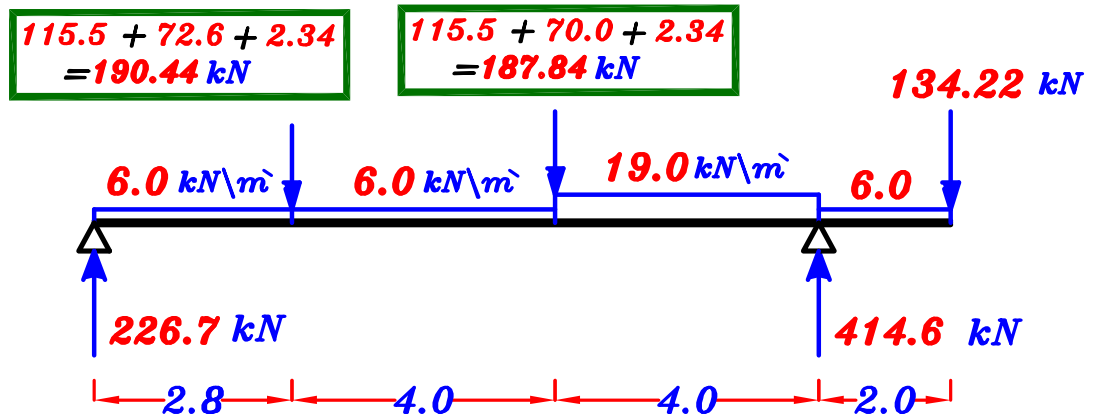 115.5 + 72.6 + 2.34
=190.44 kN
115.5 + 70.0 + 2.34
=187.84 kN
134.22 kN
6.0 kN\m`
6.0 kN\m`
19.0 kN\m`
6.0
226.7 kN
414.6 kN
2.8
4.0
4.0
2.0